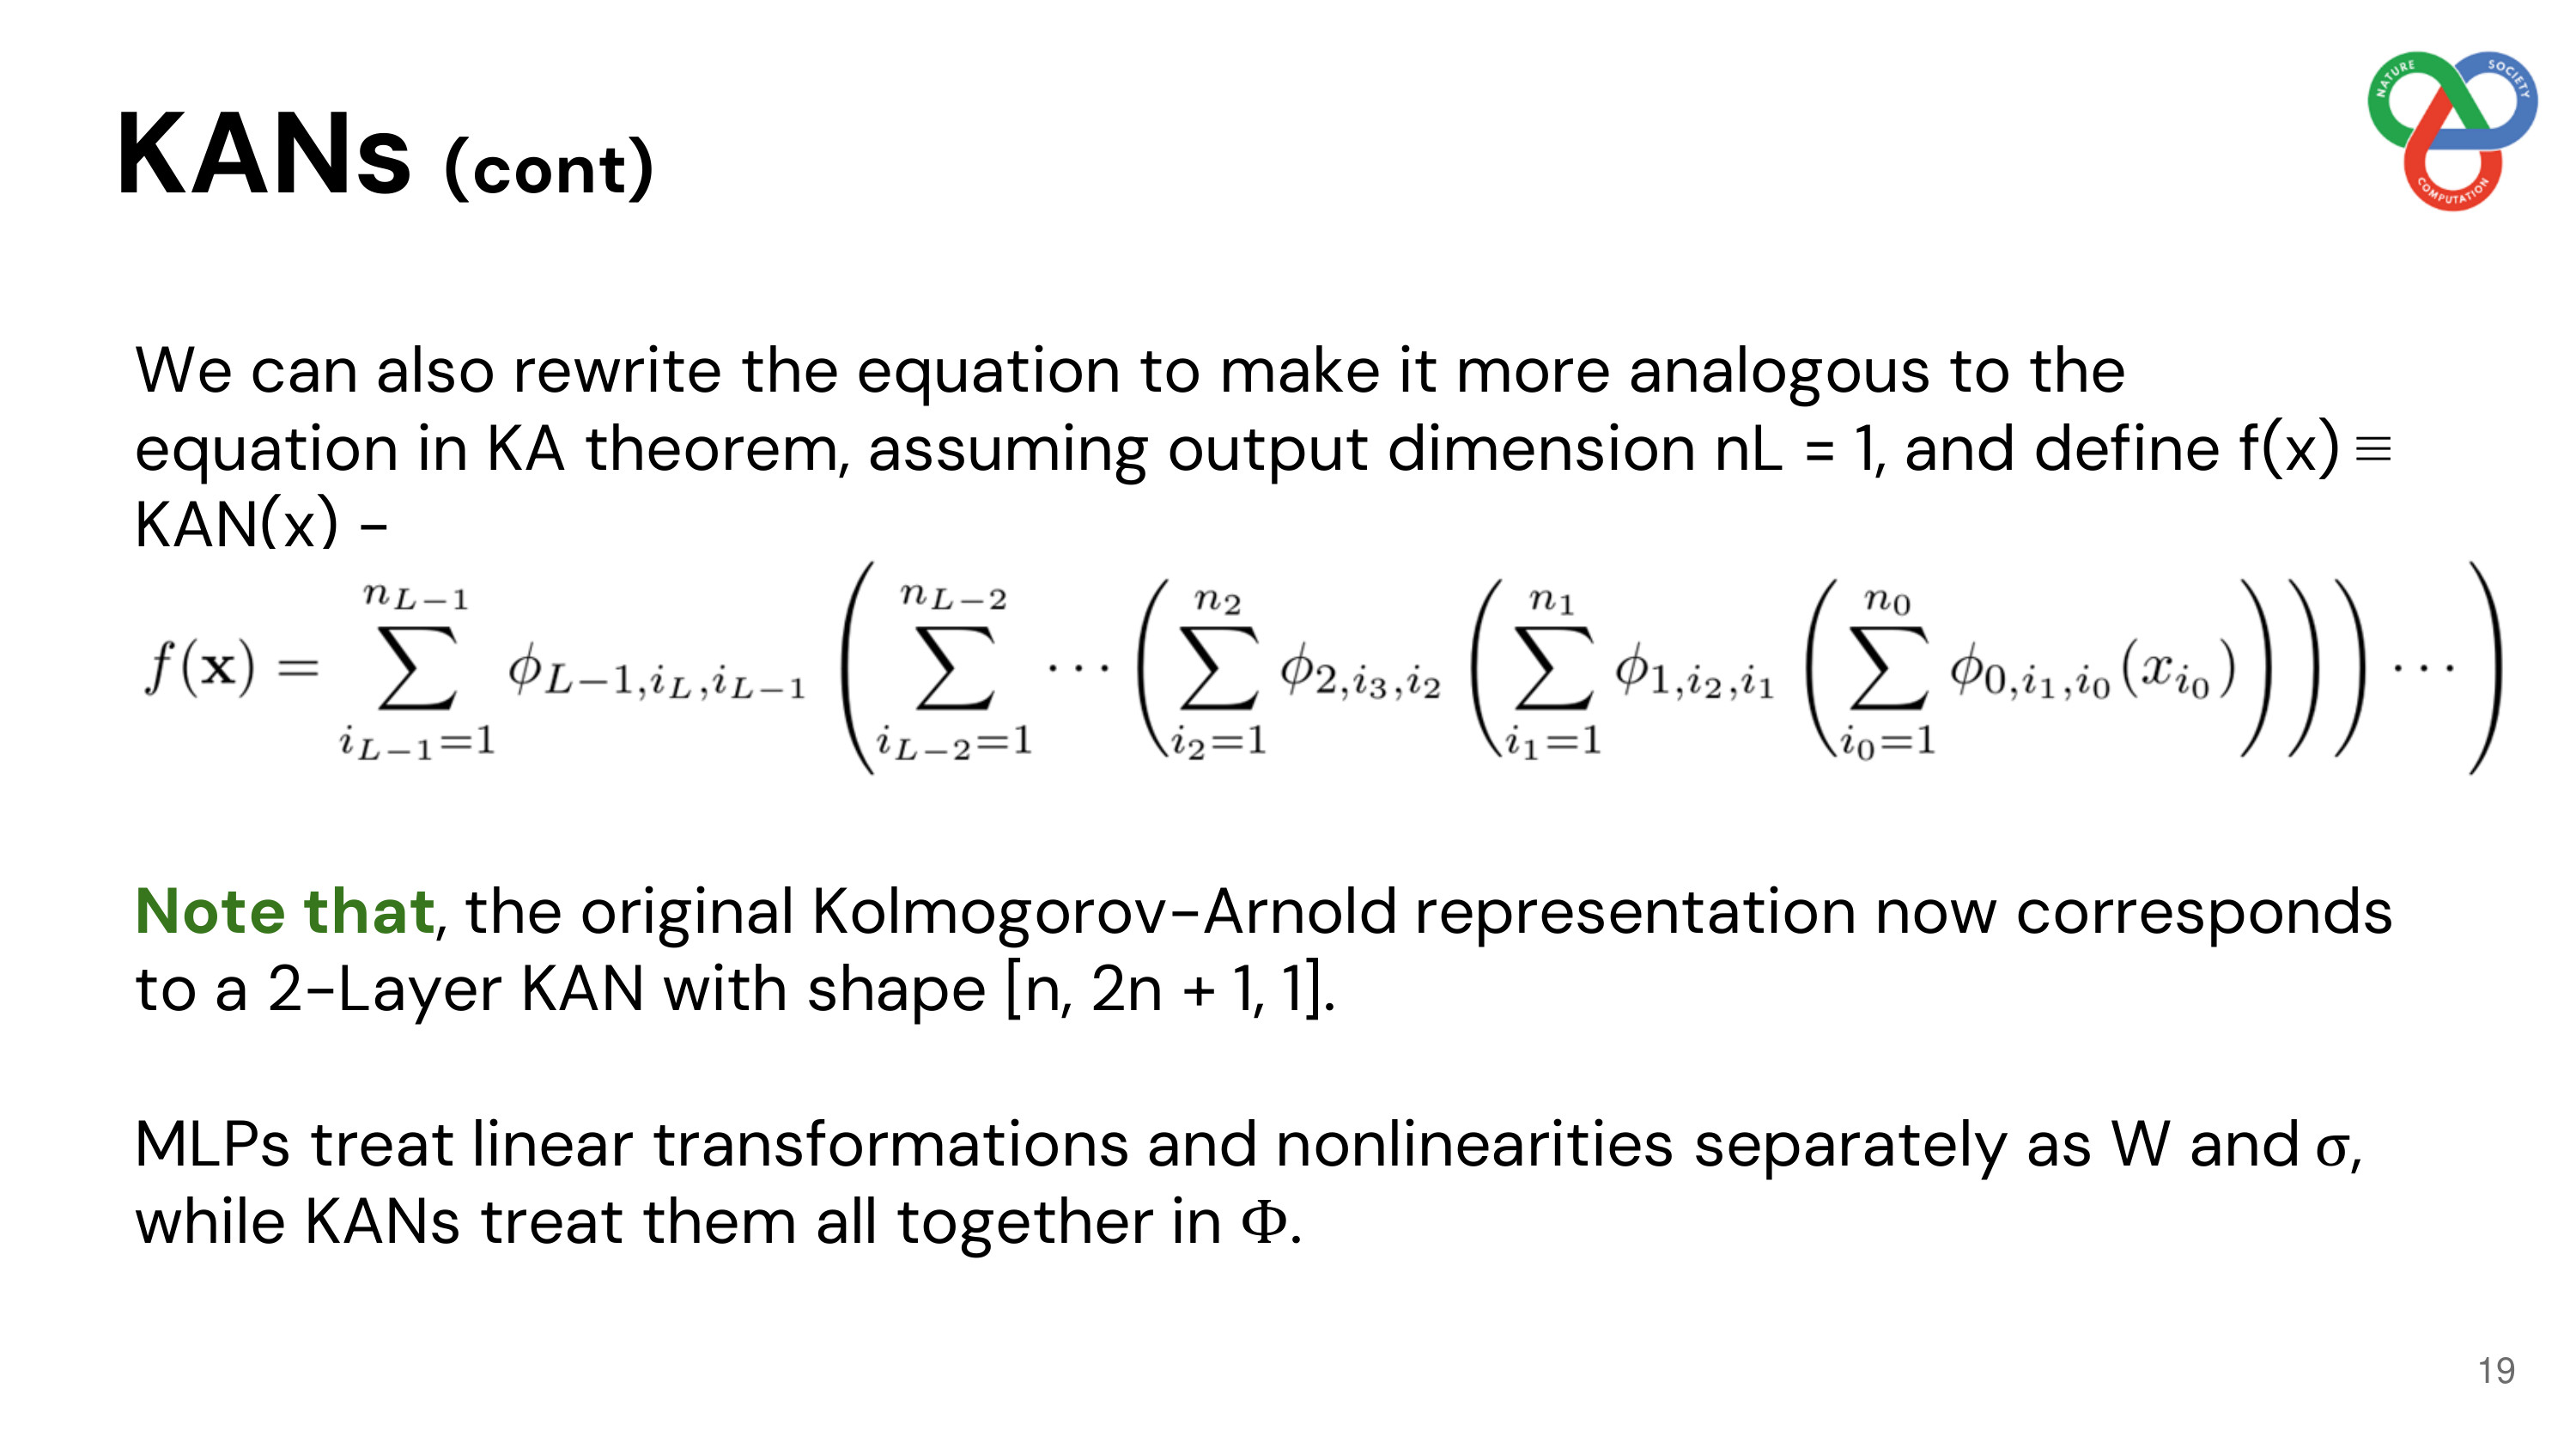 KANs (cont)
NATURE
SOCIETY
COMPUTATION
We can also rewrite the equation to make it more analogous to the
equation in KA theorem, assuming output dimension nL = 1, and define f(x) ≡
KAN(x) -
f(𝐱) = \sum_{i_{L-1}=1}^{n_{L-1}} \phi_{L-1,i_L,i_{L-1}} \left( \sum_{i_{L-2}=1}^{n_{L-2}} \cdots \left( \sum_{i_2=1}^{n_2} \phi_{2,i_3,i_2} \left( \sum_{i_1=1}^{n_1} \phi_{1,i_2,i_1} \left( \sum_{i_0=1}^{n_0} \phi_{0,i_1,i_0}(x_{i_0}) \right) \right) \right) \cdots \right)
Note that, the original Kolmogorov-Arnold representation now corresponds
to a 2-Layer KAN with shape [n, 2n + 1, 1].
MLPs treat linear transformations and nonlinearities separately as W and σ,
while KANs treat them all together in Φ.
19